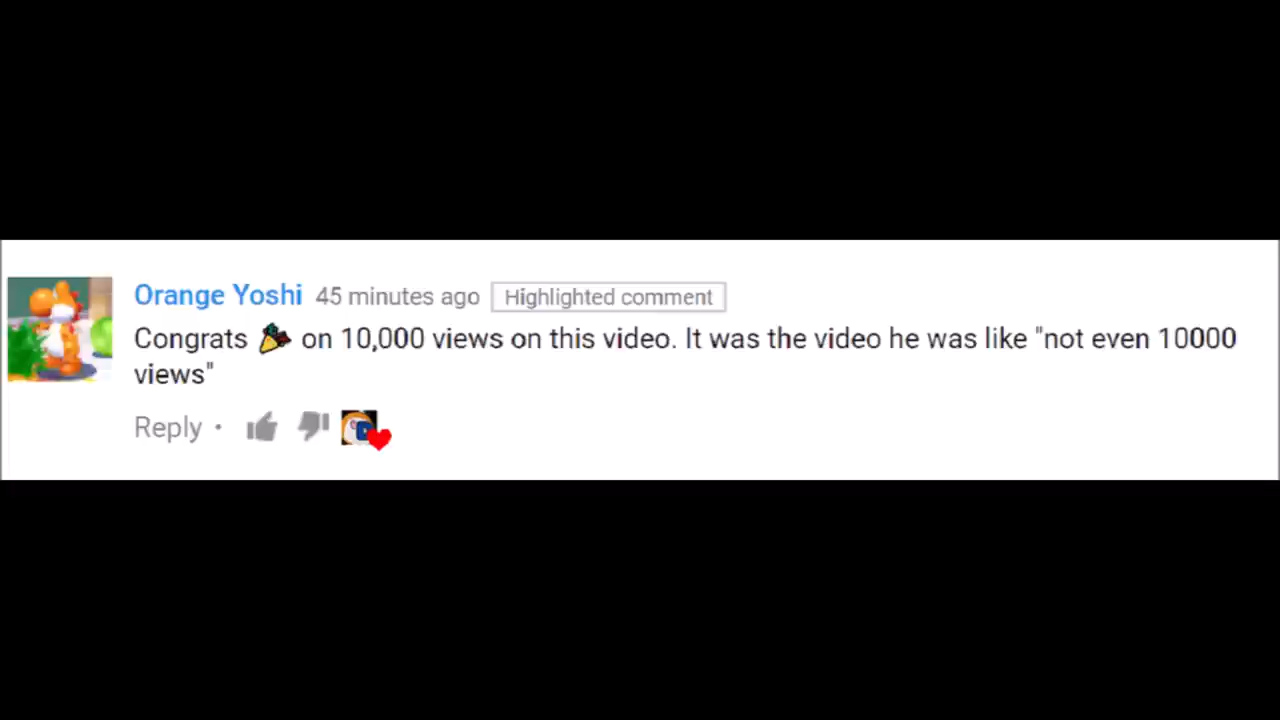 Orange Yoshi 45 minutes ago Highlighted comment
Congrats 🎉 on 10,000 views on this video. It was the video he was like "not even 10000
views"
Reply •